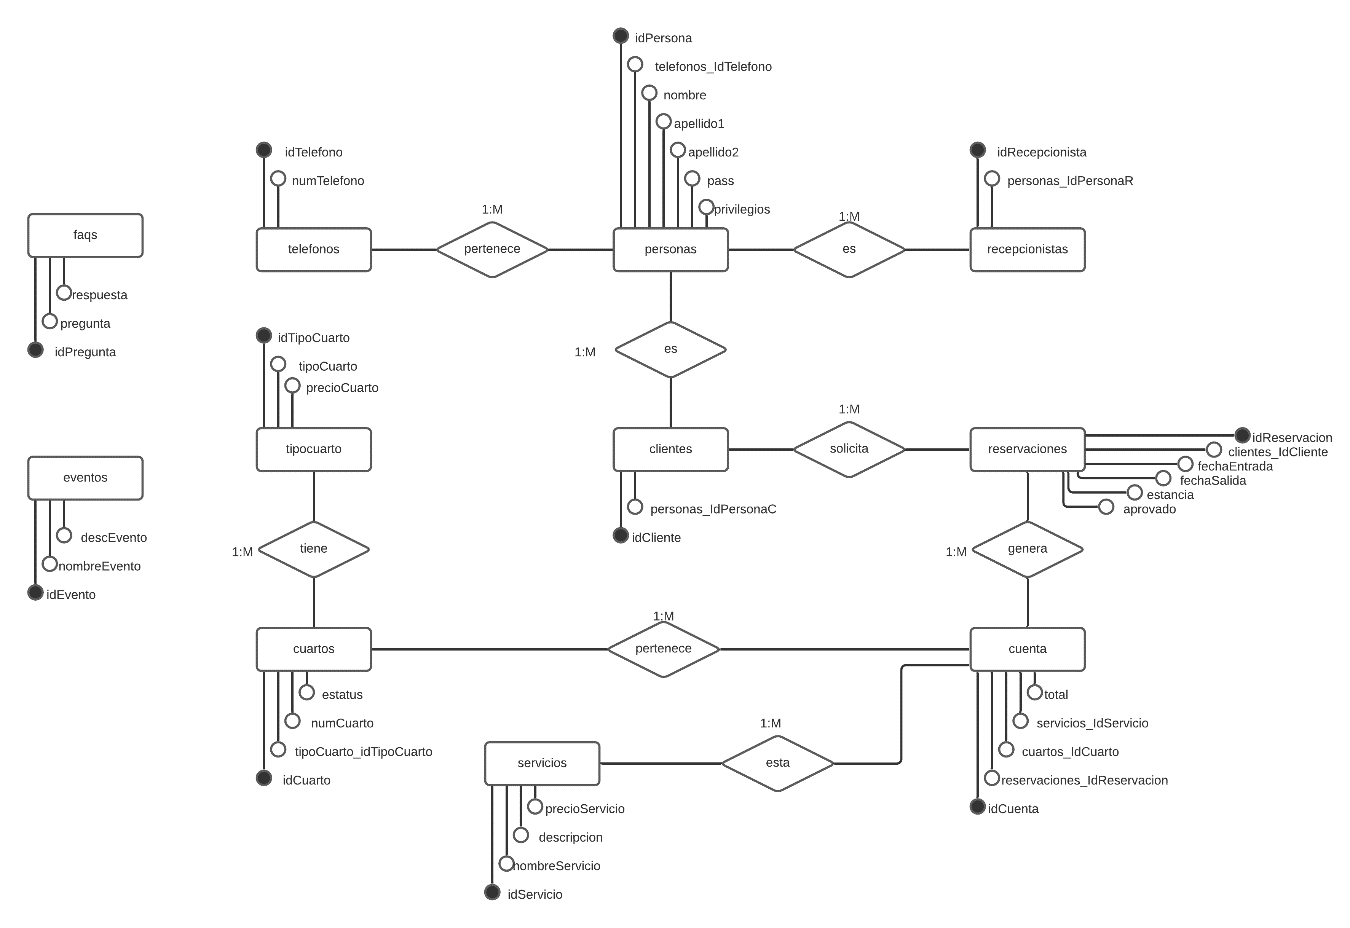 idPersona
telefonos_IdTelefono
nombre
apellido1
apellido2
pass
privilegios
idTelefono
numTelefono
idRecepcionista
personas_IdPersonaR
1:M
1:M
faqs
telefonos
pertenece
personas
es
recepcionistas
respuesta
pregunta
idPregunta
idTipoCuarto
tipoCuarto
precioCuarto
1:M
es
1:M
tipocuarto
clientes
solicita
reservaciones
idReservacion
clientes_IdCliente
fechaEntrada
fechaSalida
estancia
aprovado
eventos
descEvento
nombreEvento
idEvento
personas_IdPersonaC
idCliente
1:M
tiene
1:M
genera
1:M
cuartos
pertenece
cuenta
estatus
numCuarto
tipoCuarto_idTipoCuarto
idCuarto
total
servicios_IdServicio
cuartos_IdCuarto
reservaciones_IdReservacion
idCuenta
1:M
servicios
esta
precioServicio
descripcion
nombreServicio
idServicio